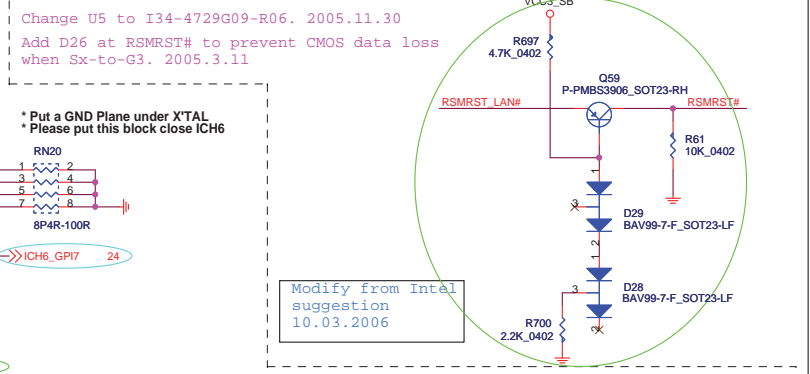 Change U5 to I34-4729G09-R06. 2005.11.30
Add D26 at RSMRST# to prevent CMOS data loss
when Sx-to-G3. 2005.3.11
* Put a GND Plane under X'TAL
* Please put this block close ICH6
RN20
1 2
3 4
5 6
7 8
8P4R-100R
ICH6_GPI7 24
Modify from Intel
suggestion
10.03.2006
VCC3_SB
R697
4.7K_0402
Q59
P-PMBS3906_SOT23-RH
RSMRST_LAN#
RSMRST#
R61
10K_0402
1
3
D29
BAV99-7-F_SOT23-LF
2
1
3
D28
BAV99-7-F_SOT23-LF
2
R700
2.2K_0402